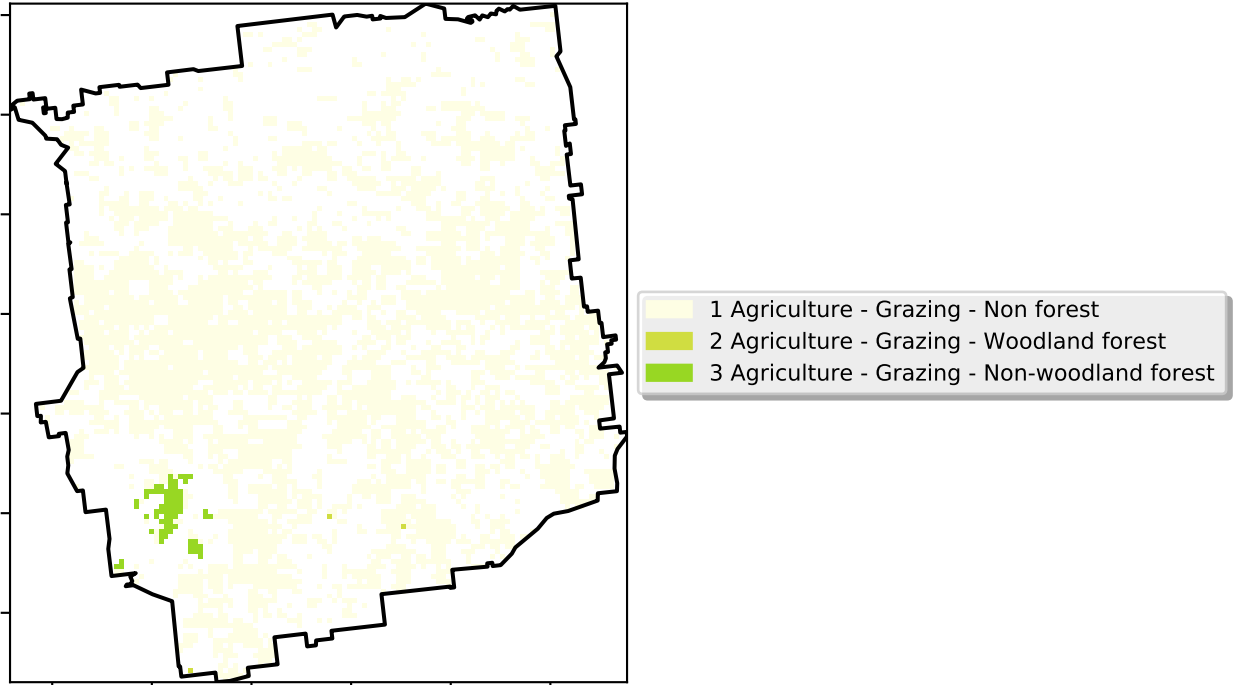 1 Agriculture - Grazing - Non forest
2 Agriculture - Grazing - Woodland forest
3 Agriculture - Grazing - Non-woodland forest